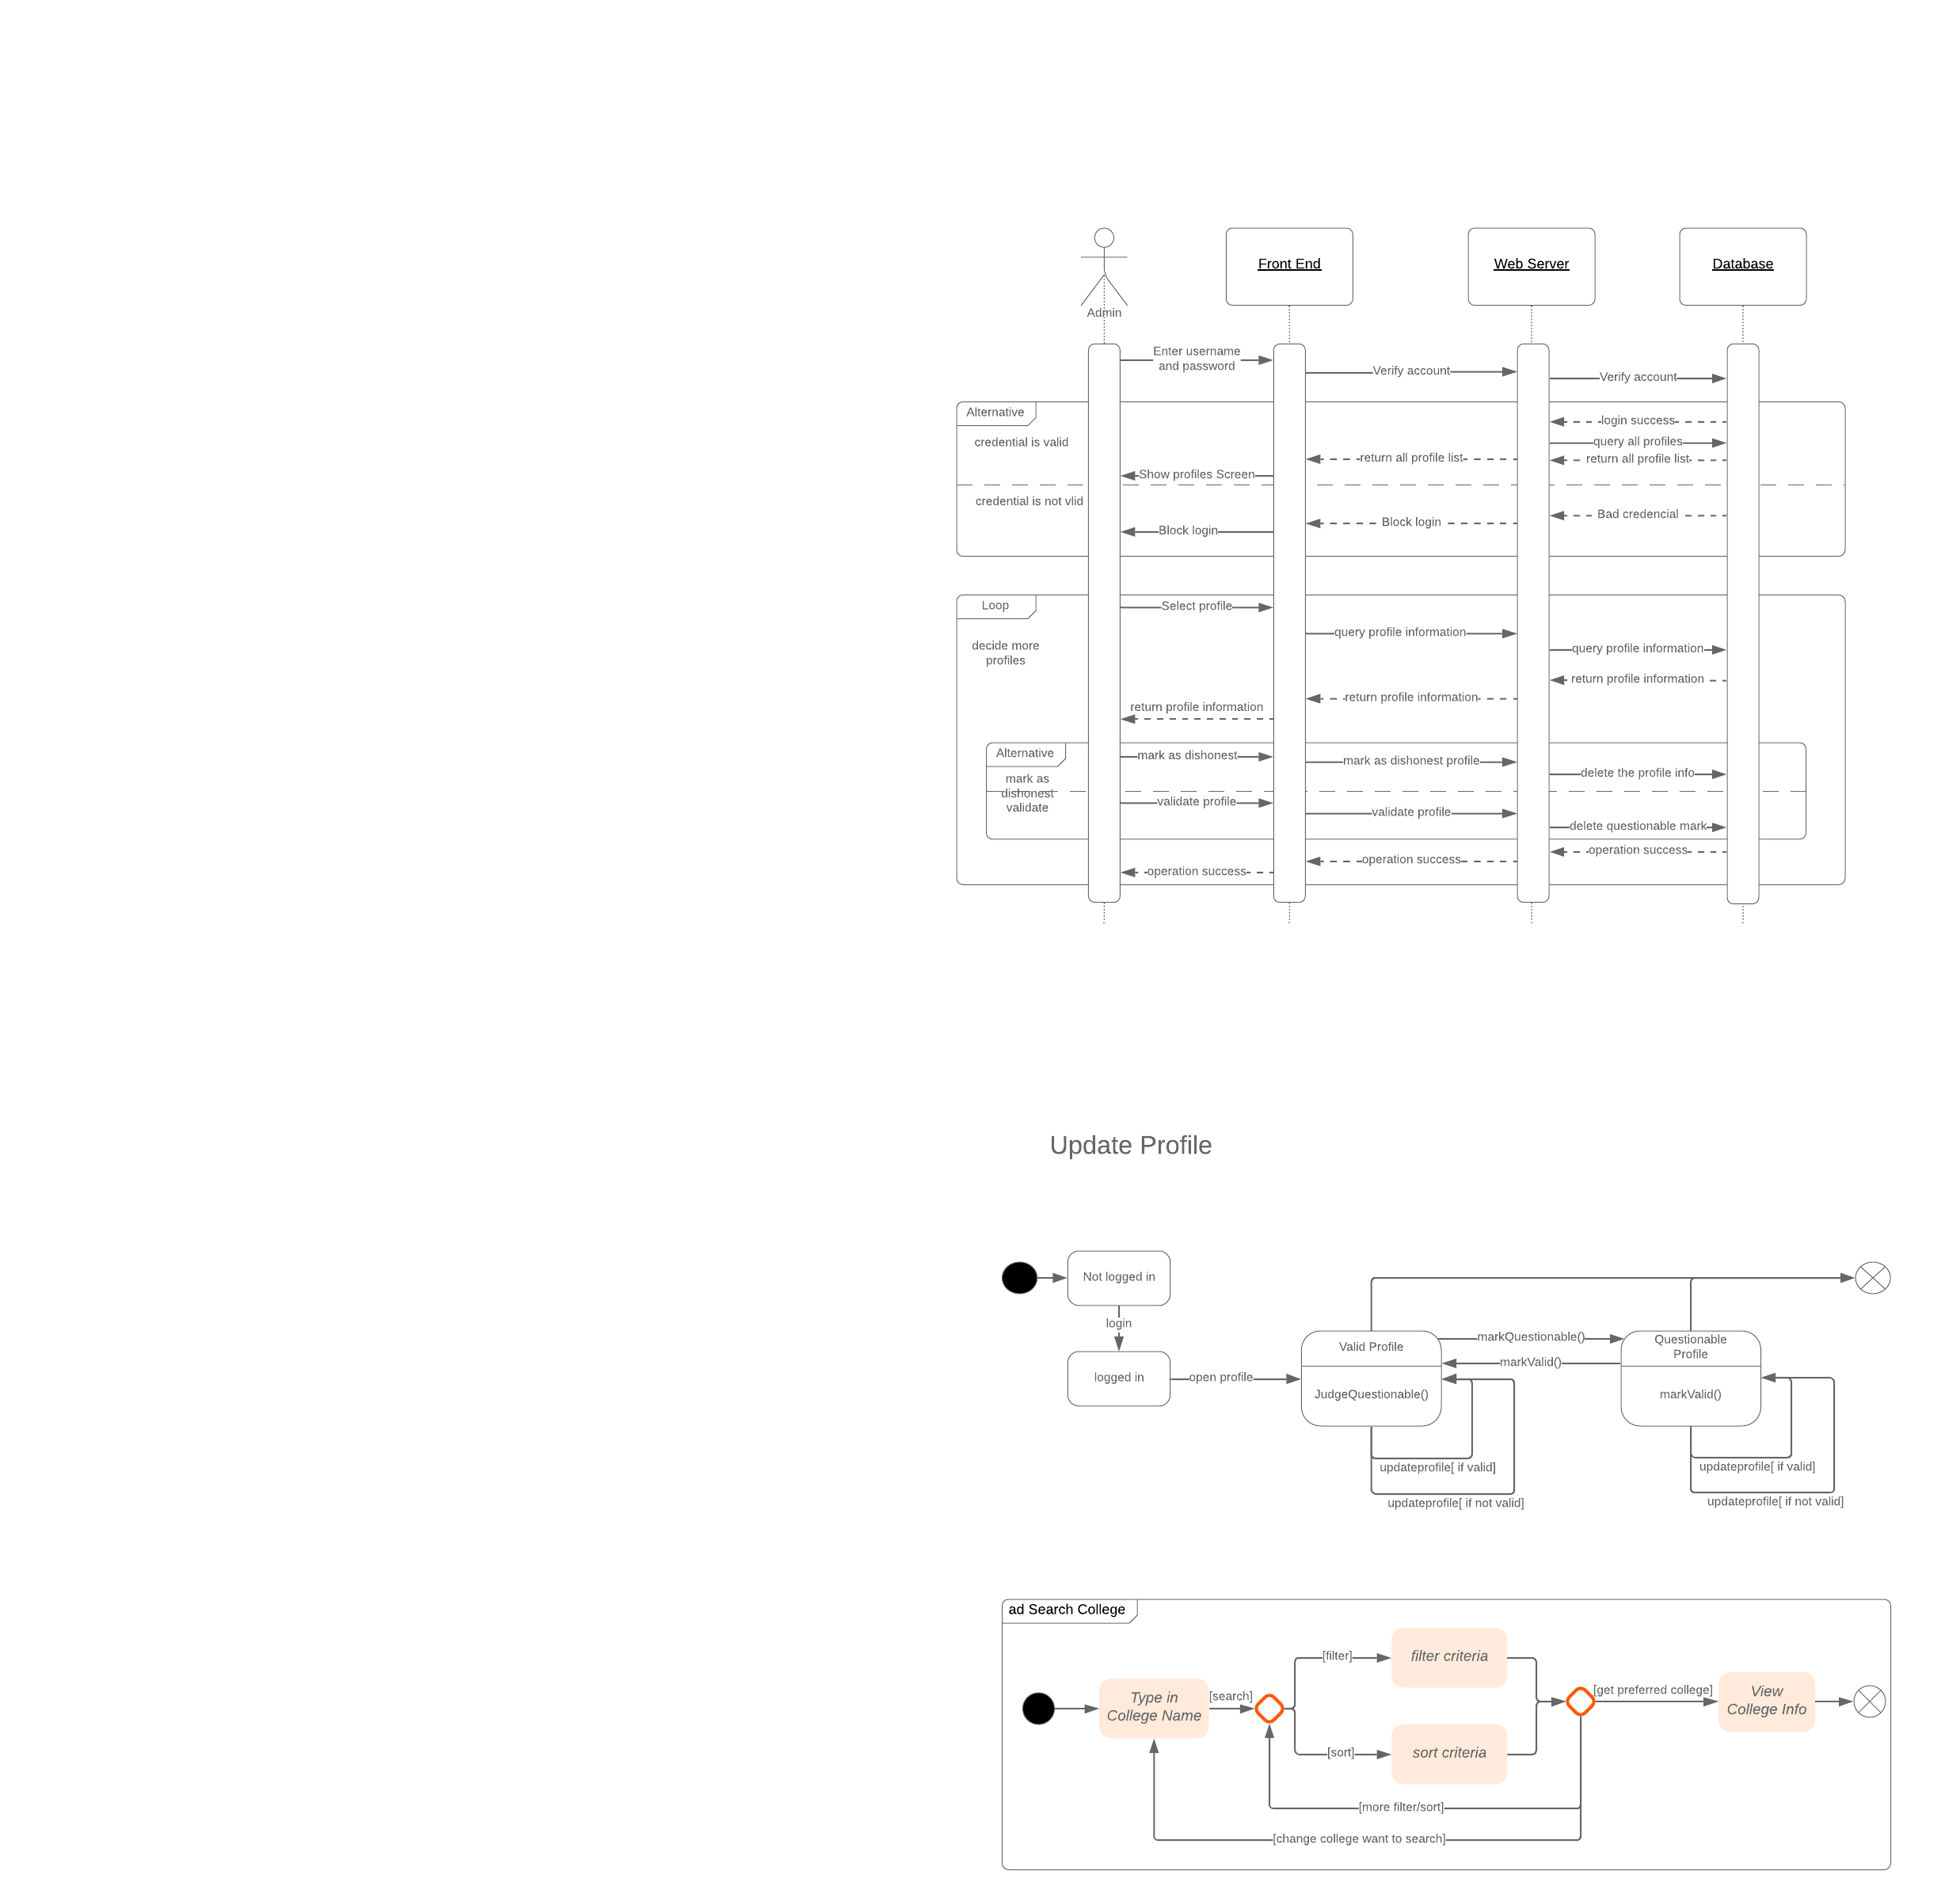 Admin
Front End
Web Server
Database
Enter username
and password
Verify account
Verify account
Alternative
login success
credential is valid
query all profiles
return all profile list
return all profile list
Show profiles Screen
credential is not vlid
Bad credencial
Block login
Block login
Loop
Select profile
query profile information
decide more
profiles
query profile information
return profile information
return profile information
return profile information
Alternative
mark as dishonest
mark as dishonest profile
delete the profile info
mark as
dishonest
validate
validate profile
validate profile
delete questionable mark
operation success
operation success
operation success
Update Profile
Not logged in
login
logged in
open profile
Valid Profile
JudgeQuestionable()
markQuestionable()
markValid()
Questionable
Profile
markValid()
updateprofile[ if valid]
updateprofile[ if not valid]
updateprofile[ if valid]
updateprofile[ if not valid]
ad Search College
Type in
College Name
[search]
[filter]
filter criteria
[sort]
sort criteria
[get preferred college]
View
College Info
[more filter/sort]
[change college want to search]